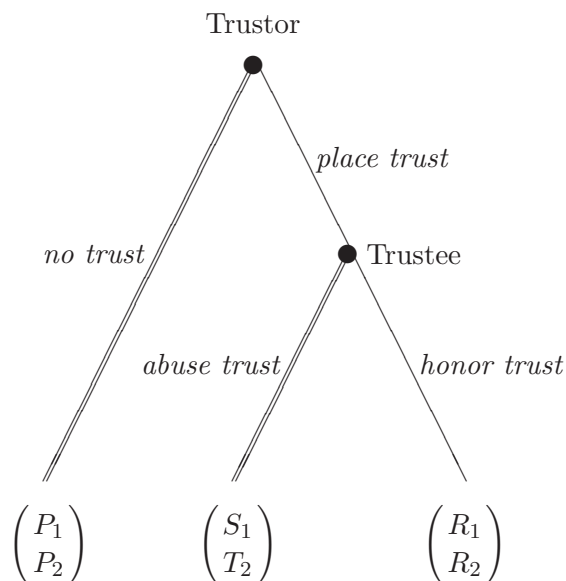 Trustor
place trust
no trust
Trustee
abuse trust
honor trust
P₁
P₂
S₁
T₂
R₁
R₂